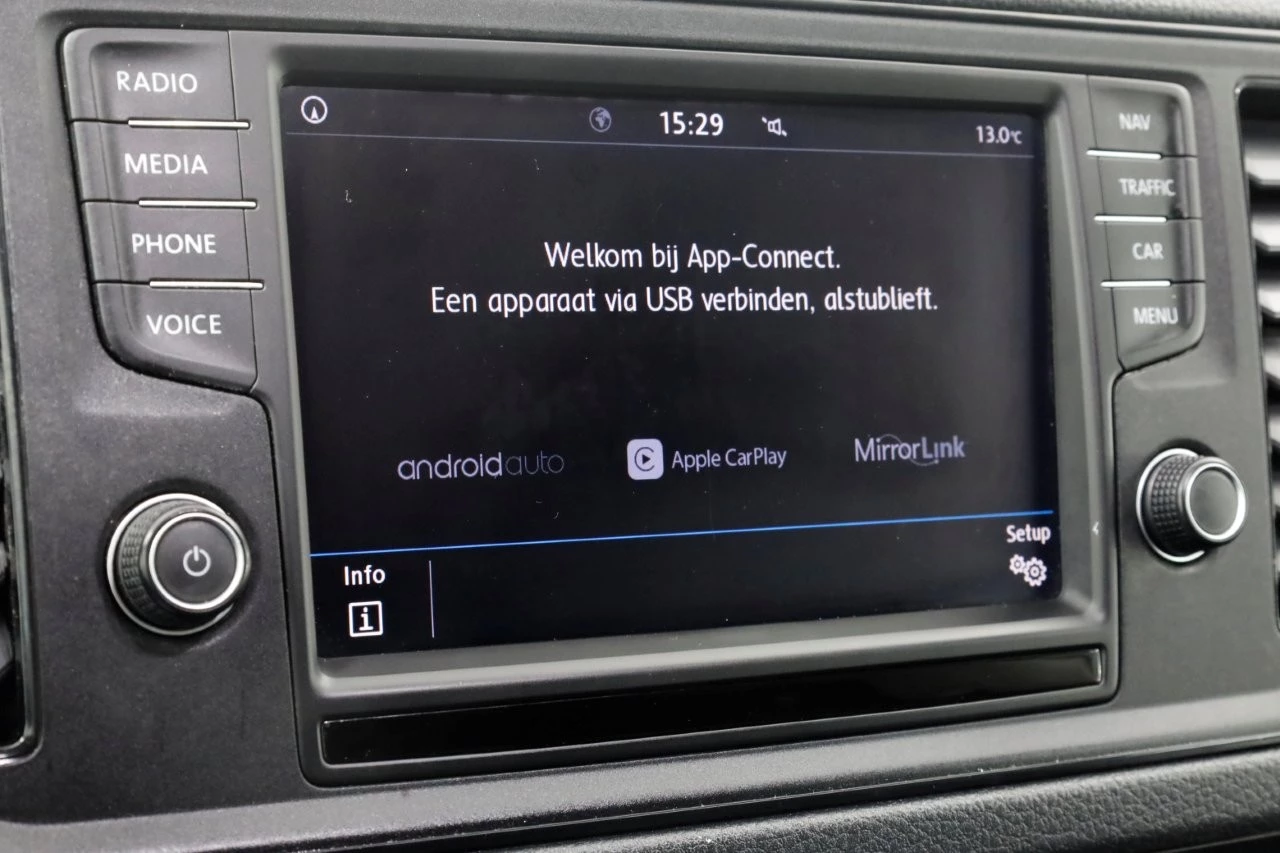 RADIO
MEDIA
PHONE
VOICE
15:29
13.0°C
Welkom bij App-Connect.
Een apparaat via USB verbinden, alstublieft.
androidauto
Apple CarPlay
MirrorLink
Info
i
Setup
NAV
TRAFFIC
CAR
MENU